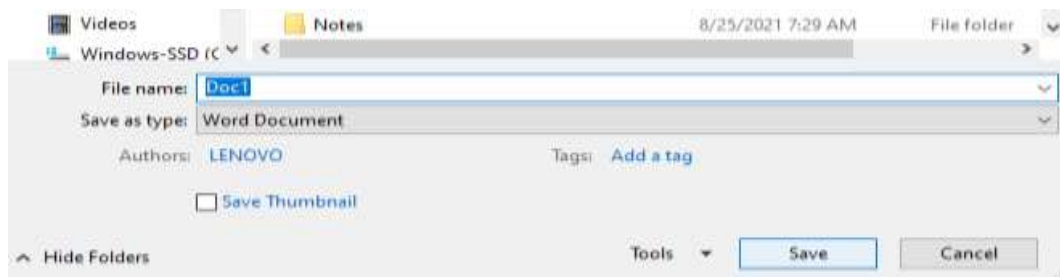 Videos Notes 8/25/2021 7:29 AM File folder
Windows-SSD (C
File name: Doc1
Save as type: Word Document
Authors: LENOVO Tags: Add a tag
Save Thumbnail
Hide Folders Tools Save Cancel